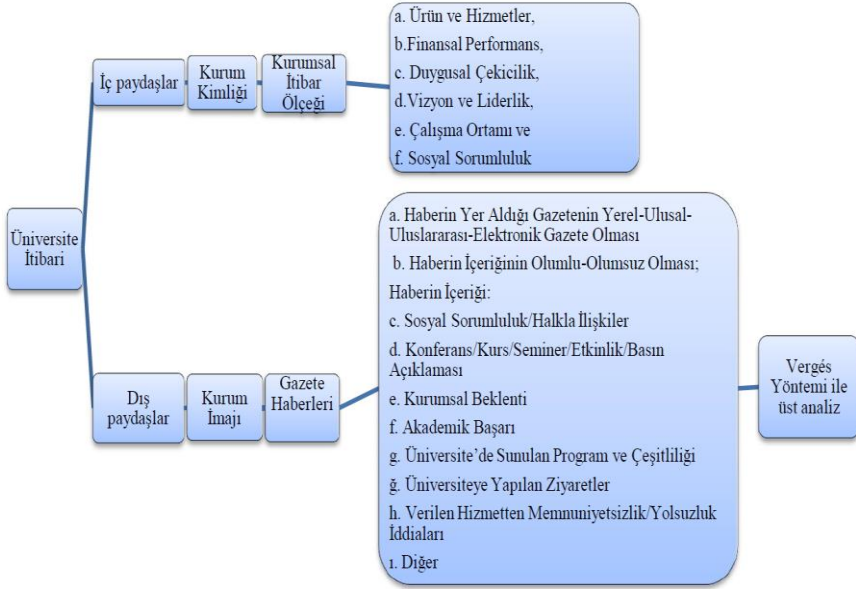 Üniversite
İtibari
İç paydaşlar
Kurum
Kimliği
Kurumsal
İtibar
Ölçeği
a. Ürün ve Hizmetler,
b.Finansal Performans,
c. Duygusal Çekicilik,
d.Vizyon ve Liderlik,
e. Çalışma Ortamı ve
f. Sosyal Sorumluluk
Dış
paydaşlar
Kurum
İmajı
Gazete
Haberleri
a. Haberin Yer Aldığı Gazetenin Yerel-Ulusal-
Uluslararası-Elektronik Gazete Olması
b. Haberin İçeriğinin Olumlu-Olumsuz Olması;
Haberin İçeriği:
c. Sosyal Sorumluluk/Halkla İlişkiler
d. Konferans/Kurs/Seminer/Etkinlik/Basın
Açıklaması
e. Kurumsal Beklenti
f. Akademik Başarı
g. Üniversite’de Sunulan Program ve Çeşitliliği
ğ. Üniversiteye Yapılan Ziyaretler
h. Verilen Hizmetten Memnuniyetsizlik/Yolsuzluk
İddiaları
ı. Diğer
Vergés
Yöntemi ile
üst analiz